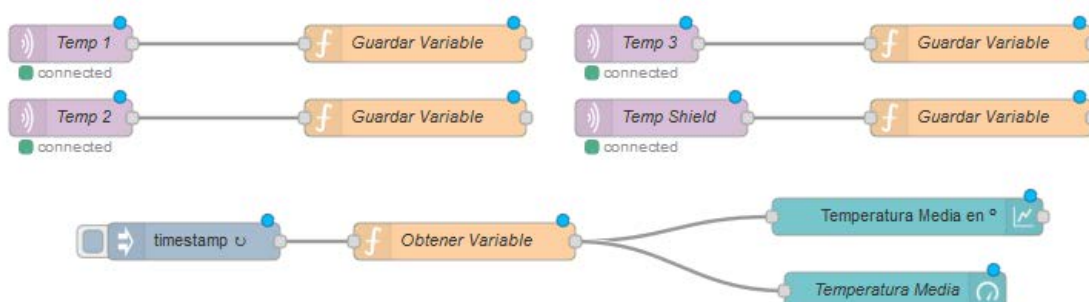 Temp 1 Guardar Variable Temp 3 Guardar Variable
connected connected
Temp 2 Guardar Variable Temp Shield Guardar Variable
connected connected
timestamp ↻ Obtener Variable Temperatura Media en º
Temperatura Media